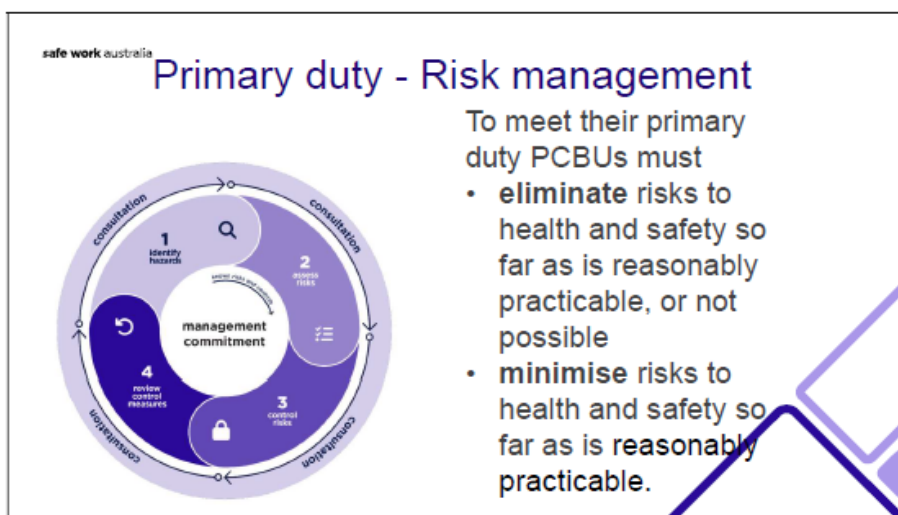 safe work australia
Primary duty - Risk management
To meet their primary
duty PCBUs must
• eliminate risks to
health and safety so
far as is reasonably
practicable, or not
possible
• minimise risks to
health and safety so
far as is reasonably
practicable.
consultation
consultation
consultation
consultation
1
identify
hazards
2
assess
risks
3
control
risks
4
review
control
measures
management
commitment